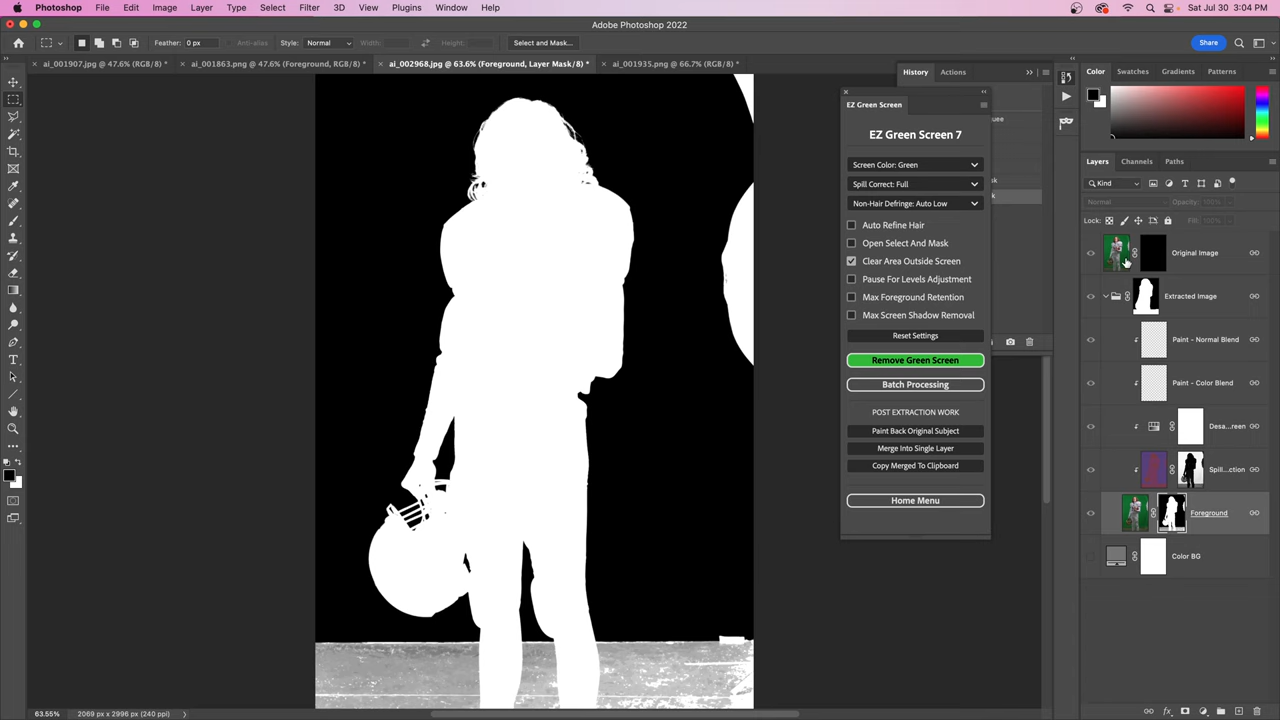 Photoshop File Edit Image Layer Type Select Filter 3D View Plugins Window Help Sat Jul 30 3:04 PM
Adobe Photoshop 2022
Feather: 0 px Anti-alias Style: Normal Width: Height: Select and Mask... Share
ai_001907.jpg @ 47.6% (RGB/8) * ai_001863.png @ 47.6% (Foreground, RGB/8) * ai_002968.jpg @ 63.6% (Foreground, Layer Mask/8) * ai_001935.png @ 66.7% (RGB/8) *
History Actions
Color Swatches Gradients Patterns
EZ Green Screen
EZ Green Screen 7
Screen Color: Green
Spill Correct: Full
Non-Hair Defringe: Auto Low
Auto Refine Hair
Open Select And Mask
Clear Area Outside Screen
Pause For Levels Adjustment
Max Foreground Retention
Max Screen Shadow Removal
Reset Settings
Remove Green Screen
Batch Processing
POST EXTRACTION WORK
Paint Back Original Subject
Merge Into Single Layer
Copy Merged To Clipboard
Home Menu
Layers Channels Paths
Kind
Normal Opacity: 100%
Lock: Fill: 100%
Original Image
Extracted Image
Paint - Normal Blend
Paint - Color Blend
Desa...reen
Spill...ction
Foreground
Color BG
63.55% 2069 px x 2996 px (240 ppi)